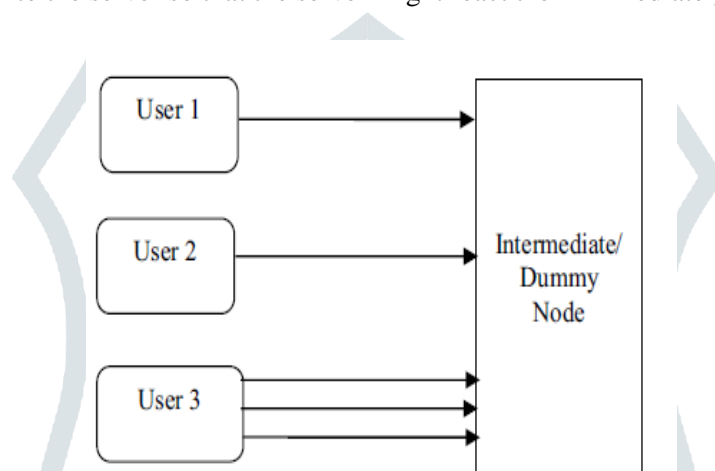 User 1
User 2
Intermediate/
Dummy
Node
User 3